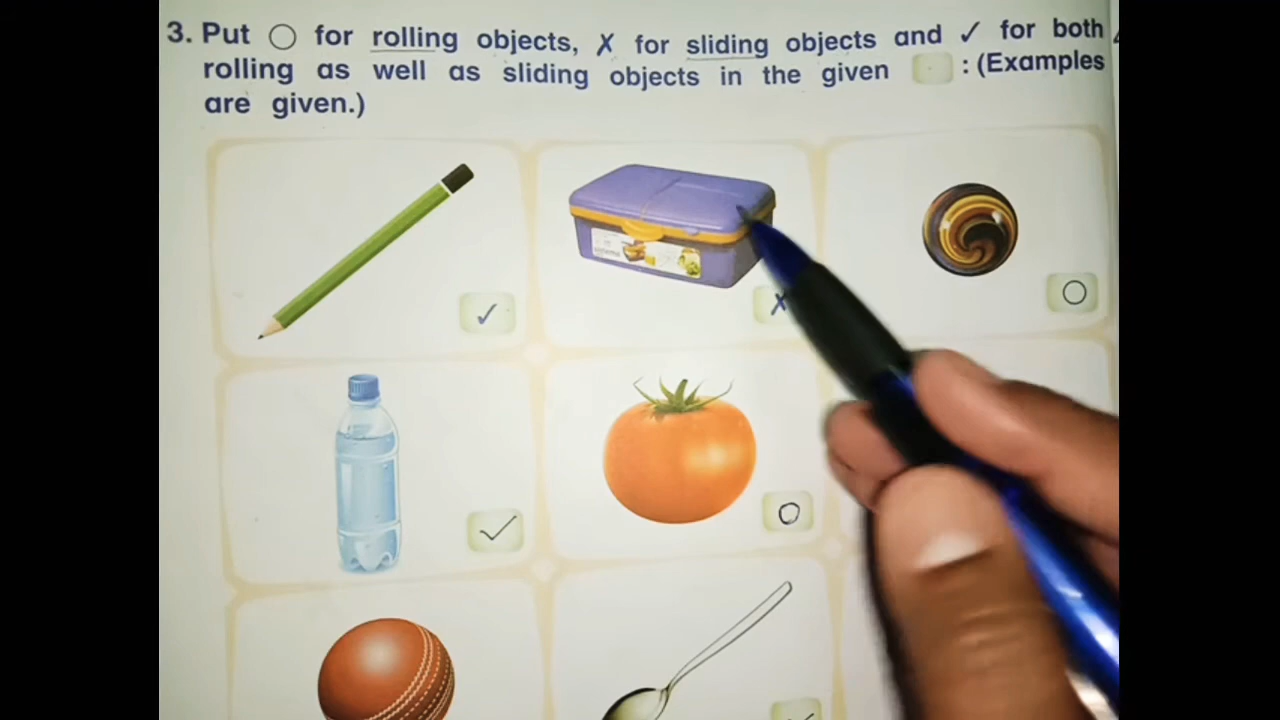 3. Put ○ for rolling objects, ✗ for sliding objects and ✓ for both
rolling as well as sliding objects in the given : (Examples
are given.)